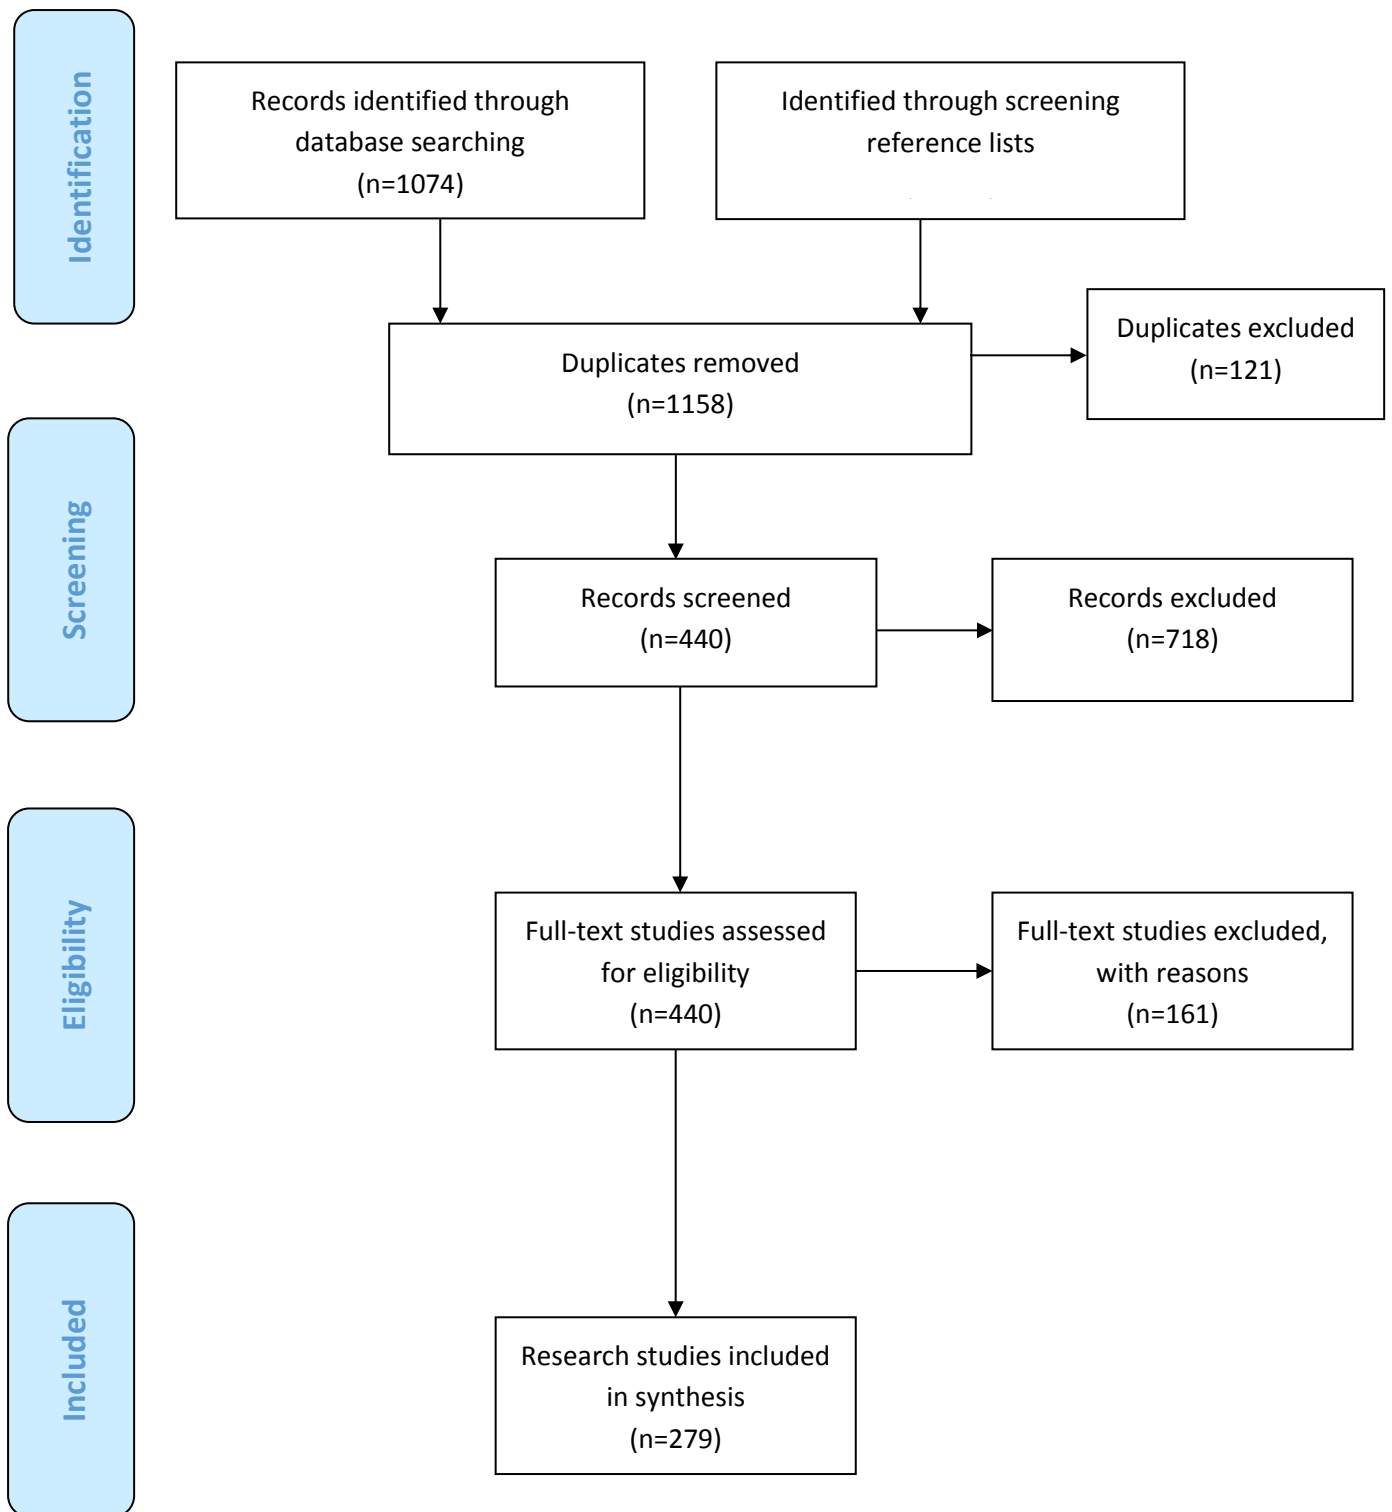 Identification
Records identified through
database searching
(n=1074)
Identified through screening
reference lists
Duplicates removed
(n=1158)
Duplicates excluded
(n=121)
Screening
Records screened
(n=440)
Records excluded
(n=718)
Eligibility
Full-text studies assessed
for eligibility
(n=440)
Full-text studies excluded,
with reasons
(n=161)
Included
Research studies included
in synthesis
(n=279)